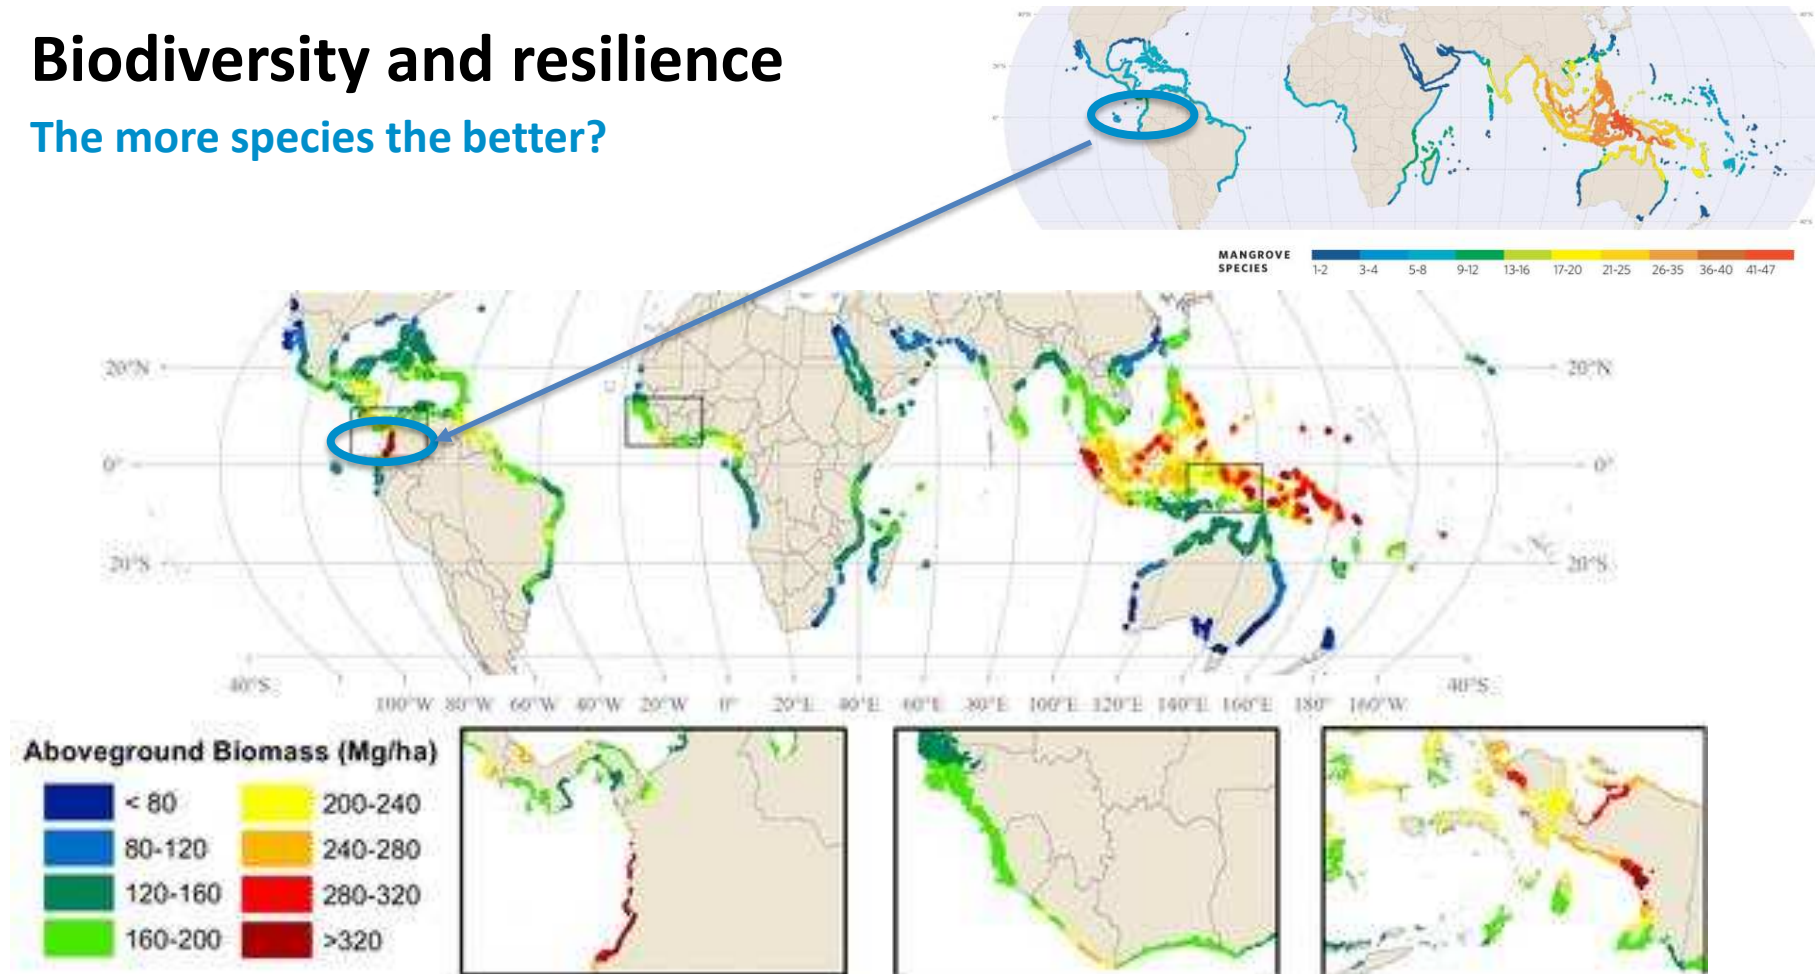 Biodiversity and resilience
The more species the better?
MANGROVE
SPECIES
1-2 3-4 5-8 9-12 13-16 17-20 21-25 26-35 36-40 41-47
20°N 20°N
0° 0°
20°S 20°S
40°S 40°S
100°W 80°W 60°W 40°W 20°W 0° 20°E 40°E 60°E 80°E 100°E 120°E 140°E 160°E 180° 160°W
Aboveground Biomass (Mg/ha)
< 80 200-240
80-120 240-280
120-160 280-320
160-200 >320